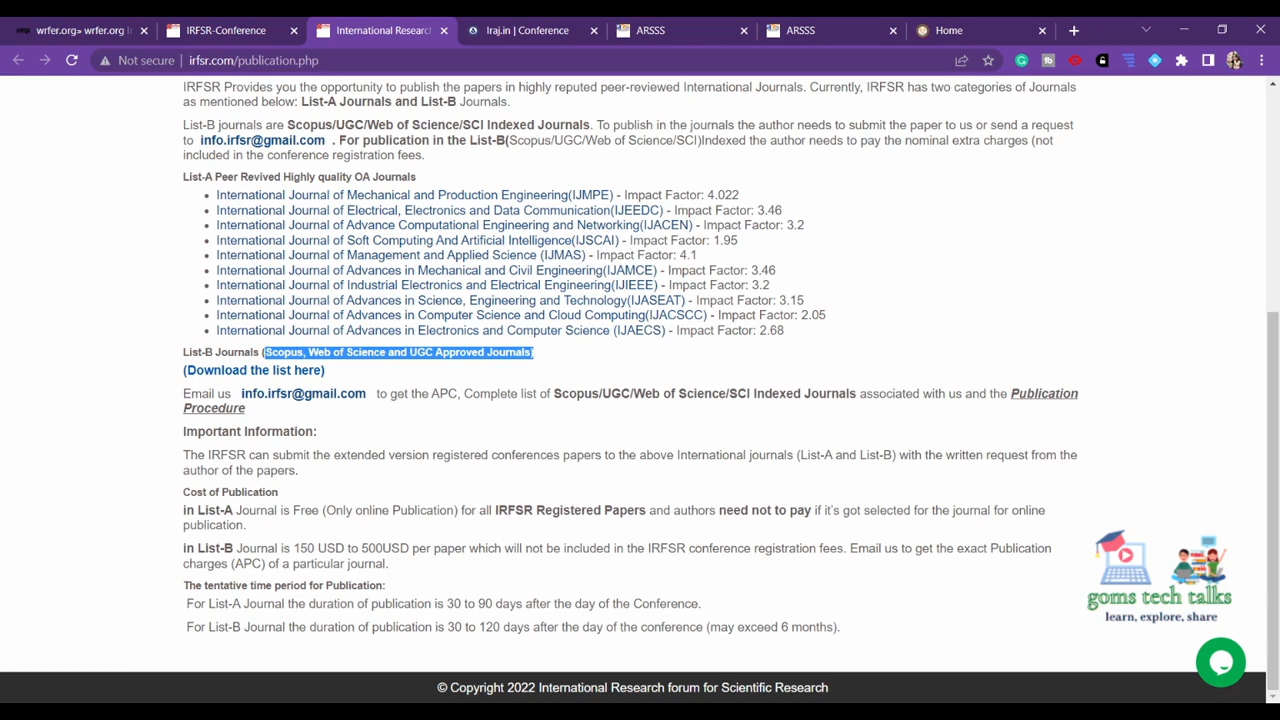 wrfer.org» wrfer.org I
IRFSR-Conference
International Researc
Iraj.in | Conference
ARSSS
ARSSS
Home
Not secure
irfsr.com/publication.php
IRFSR Provides you the opportunity to publish the papers in highly reputed peer-reviewed International Journals. Currently, IRFSR has two categories of Journals
as mentioned below: List-A Journals and List-B Journals.
List-B journals are Scopus/UGC/Web of Science/SCI Indexed Journals. To publish in the journals the author needs to submit the paper to us or send a request
to info.irfsr@gmail.com . For publication in the List-B(Scopus/UGC/Web of Science/SCI)Indexed the author needs to pay the nominal extra charges (not
included in the conference registration fees.
List-A Peer Revived Highly quality OA Journals
• International Journal of Mechanical and Production Engineering(IJMPE) - Impact Factor: 4.022
• International Journal of Electrical, Electronics and Data Communication(IJEEDC) - Impact Factor: 3.46
• International Journal of Advance Computational Engineering and Networking(IJACEN) - Impact Factor: 3.2
• International Journal of Soft Computing And Artificial Intelligence(IJSCAI) - Impact Factor: 1.95
• International Journal of Management and Applied Science (IJMAS) - Impact Factor: 4.1
• International Journal of Advances in Mechanical and Civil Engineering(IJAMCE) - Impact Factor: 3.46
• International Journal of Industrial Electronics and Electrical Engineering(IJIEEE) - Impact Factor: 3.2
• International Journal of Advances in Science, Engineering and Technology(IJASEAT) - Impact Factor: 3.15
• International Journal of Advances in Computer Science and Cloud Computing(IJACSCC) - Impact Factor: 2.05
• International Journal of Advances in Electronics and Computer Science (IJAECS) - Impact Factor: 2.68
List-B Journals (Scopus, Web of Science and UGC Approved Journals)
(Download the list here)
Email us info.irfsr@gmail.com to get the APC, Complete list of Scopus/UGC/Web of Science/SCI Indexed Journals associated with us and the Publication
Procedure
Important Information:
The IRFSR can submit the extended version registered conferences papers to the above International journals (List-A and List-B) with the written request from the
author of the papers.
Cost of Publication
in List-A Journal is Free (Only online Publication) for all IRFSR Registered Papers and authors need not to pay if it's got selected for the journal for online
publication.
in List-B Journal is 150 USD to 500USD per paper which will not be included in the IRFSR conference registration fees. Email us to get the exact Publication
charges (APC) of a particular journal.
The tentative time period for Publication:
For List-A Journal the duration of publication is 30 to 90 days after the day of the Conference.
For List-B Journal the duration of publication is 30 to 120 days after the day of the conference (may exceed 6 months).
goms tech talks
learn, explore, share
© Copyright 2022 International Research forum for Scientific Research